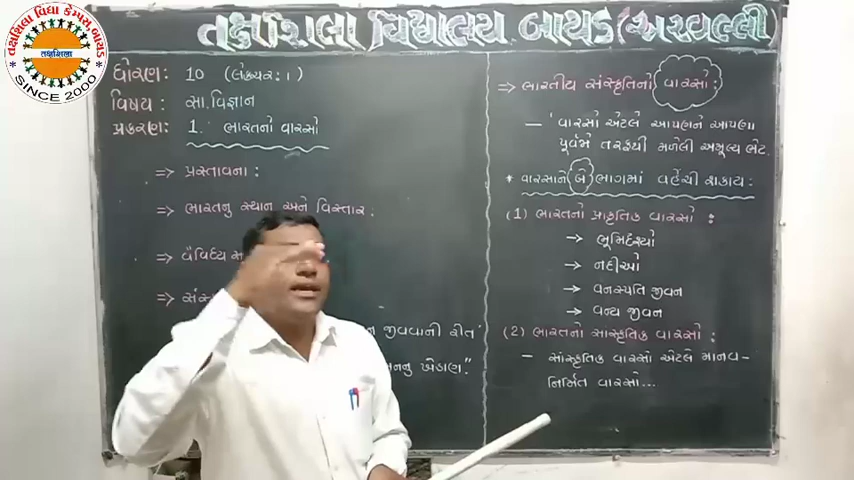 તક્ષશિલા વિદ્યા કેમ્પસ બાયડ
તક્ષશિલા
SINCE 2000
તક્ષશિલા વિદ્યાલય બાયડ (અરવલ્લી)
ધોરણ: 10 (લેક્ચર: 1)
વિષય: સા.વિજ્ઞાન
પ્રકરણ: 1. ભારતનો વારસો
=> પ્રસ્તાવના:
=> ભારતનુ સ્થાન અને વિસ્તાર.
=> વૈવિધ્ય
=>
જીવવાની રીત'
ખેડાણ."
=> ભારતીય સંસ્કૃતિનો વારસો:
– 'વારસો એટલે આપણને આપણા
પૂર્વજો તરફથી મળેલી અમૂલ્ય ભેટ.
* વારસાને બે ભાગમાં વહેંચી શકાય:
(1) ભારતનો પ્રાકૃતિક વારસો:
→ ભૂમિદૃશ્યો
→ નદીઓ
→ વનસ્પતિ જીવન
→ વન્ય જીવન
(2) ભારતનો સાંસ્કૃતિક વારસો:
– સાંસ્કૃતિક વારસો એટલે માનવ-
નિર્મિત વારસો...